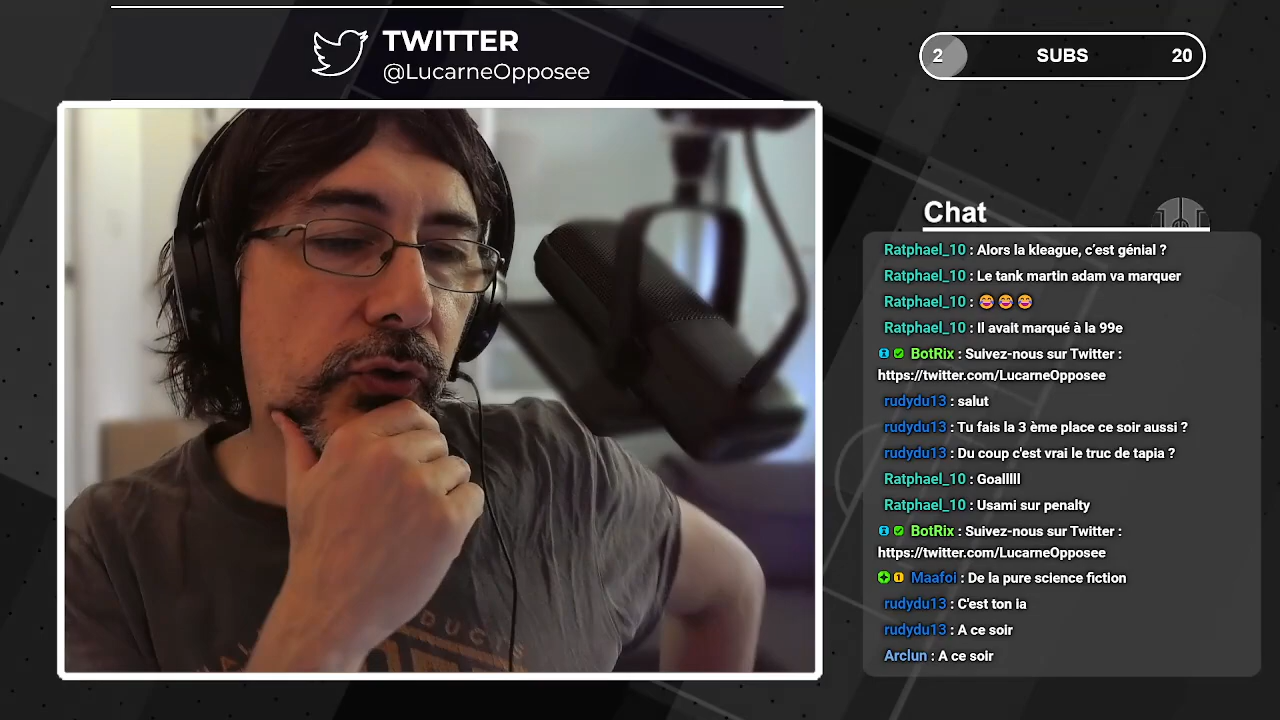 TWITTER
@LucarneOpposee
2 SUBS 20
Chat
Ratphael_10 : Alors la kleague, c'est génial ?
Ratphael_10 : Le tank martin adam va marquer
Ratphael_10 : 😂😂😂
Ratphael_10 : Il avait marqué à la 99e
BotRix : Suivez-nous sur Twitter :
https://twitter.com/LucarneOpposee
rudydu13 : salut
rudydu13 : Tu fais la 3 ème place ce soir aussi ?
rudydu13 : Du coup c'est vrai le truc de tapia ?
Ratphael_10 : Goalllll
Ratphael_10 : Usami sur penalty
BotRix : Suivez-nous sur Twitter :
https://twitter.com/LucarneOpposee
Maafoi : De la pure science fiction
rudydu13 : C'est ton ia
rudydu13 : A ce soir
Arclun : A ce soir